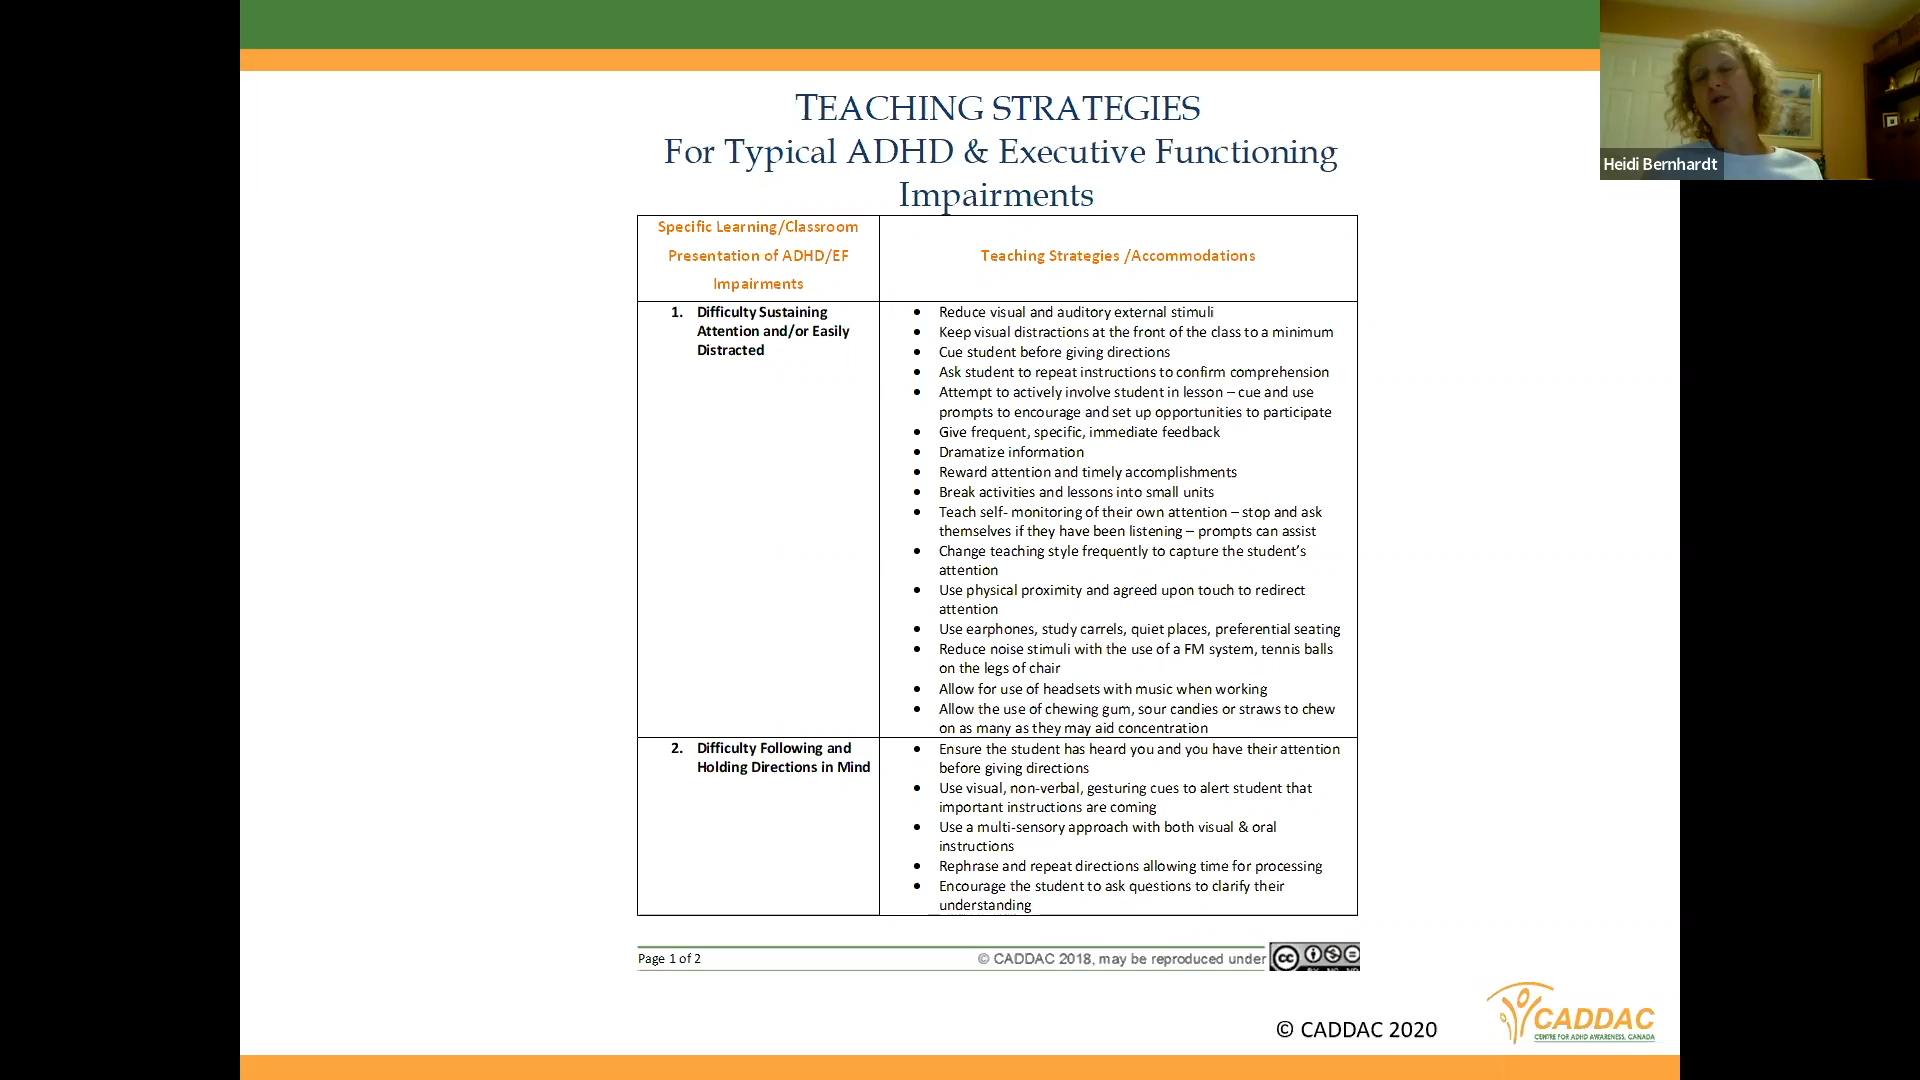 TEACHING STRATEGIES
For Typical ADHD & Executive Functioning
Impairments
Heidi Bernhardt
Specific Learning/Classroom
Presentation of ADHD/EF
Impairments
Teaching Strategies /Accommodations
1. Difficulty Sustaining
Attention and/or Easily
Distracted
• Reduce visual and auditory external stimuli
• Keep visual distractions at the front of the class to a minimum
• Cue student before giving directions
• Ask student to repeat instructions to confirm comprehension
• Attempt to actively involve student in lesson – cue and use
prompts to encourage and set up opportunities to participate
• Give frequent, specific, immediate feedback
• Dramatize information
• Reward attention and timely accomplishments
• Break activities and lessons into small units
• Teach self- monitoring of their own attention – stop and ask
themselves if they have been listening – prompts can assist
• Change teaching style frequently to capture the student's
attention
• Use physical proximity and agreed upon touch to redirect
attention
• Use earphones, study carrels, quiet places, preferential seating
• Reduce noise stimuli with the use of a FM system, tennis balls
on the legs of chair
• Allow for use of headsets with music when working
• Allow the use of chewing gum, sour candies or straws to chew
on as many as they may aid concentration
2. Difficulty Following and
Holding Directions in Mind
• Ensure the student has heard you and you have their attention
before giving directions
• Use visual, non-verbal, gesturing cues to alert student that
important instructions are coming
• Use a multi-sensory approach with both visual & oral
instructions
• Rephrase and repeat directions allowing time for processing
• Encourage the student to ask questions to clarify their
understanding
Page 1 of 2
© CADDAC 2018, may be reproduced under
cc
© CADDAC 2020
CADDAC
CENTRE FOR ADHD AWARENESS, CANADA